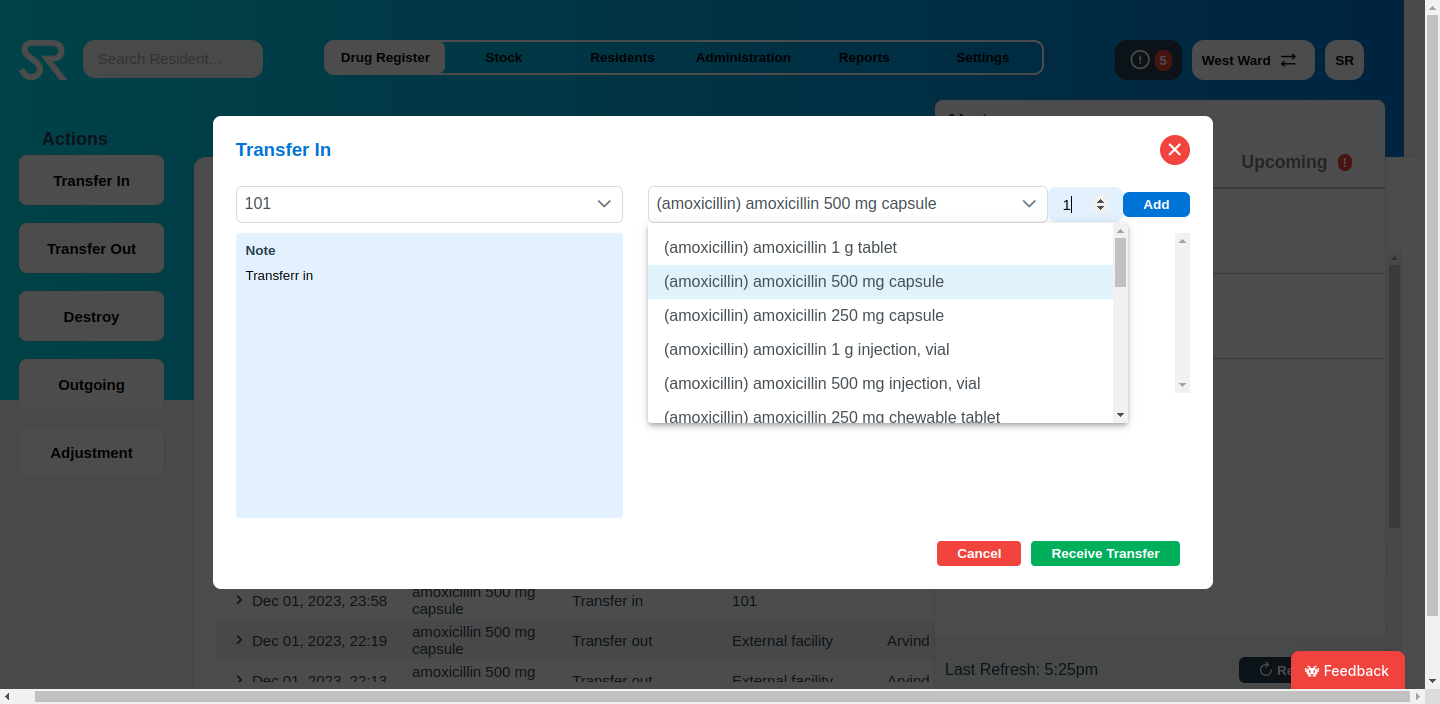 SR
Search Resident...
Drug Register
Stock
Residents
Administration
Reports
Settings
5
West Ward
SR
Actions
Transfer In
Transfer Out
Destroy
Outgoing
Adjustment
Upcoming
Transfer In
101
(amoxicillin) amoxicillin 500 mg capsule
1
Add
Note
Transferr in
(amoxicillin) amoxicillin 1 g tablet
(amoxicillin) amoxicillin 500 mg capsule
(amoxicillin) amoxicillin 250 mg capsule
(amoxicillin) amoxicillin 1 g injection, vial
(amoxicillin) amoxicillin 500 mg injection, vial
(amoxicillin) amoxicillin 250 mg chewable tablet
Cancel
Receive Transfer
Dec 01, 2023, 23:58
amoxicillin 500 mg
capsule
Transfer in
101
Dec 01, 2023, 22:19
amoxicillin 500 mg
capsule
Transfer out
External facility
Arvind
Dec 01, 2023, 22:13
amoxicillin 500 mg
Transfer out
External facility
Arvind
Last Refresh: 5:25pm
Feedback